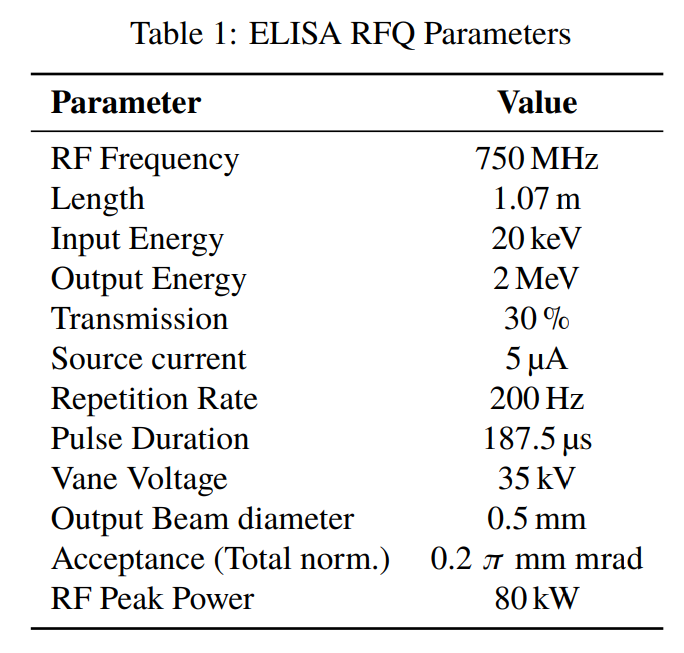 Table 1: ELISA RFQ Parameters
Parameter Value
RF Frequency 750 MHz
Length 1.07 m
Input Energy 20 keV
Output Energy 2 MeV
Transmission 30 %
Source current 5 µA
Repetition Rate 200 Hz
Pulse Duration 187.5 µs
Vane Voltage 35 kV
Output Beam diameter 0.5 mm
Acceptance (Total norm.) 0.2 π mm mrad
RF Peak Power 80 kW